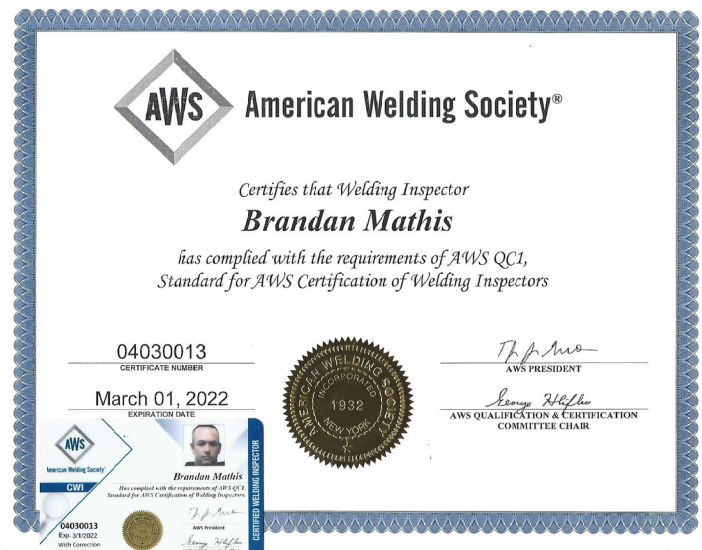 AWS American Welding Society®
Certifies that Welding Inspector
Brandan Mathis
has complied with the requirements of AWS QC1,
Standard for AWS Certification of Welding Inspectors
04030013
CERTIFICATE NUMBER
March 01, 2022
EXPIRATION DATE
AMERICAN WELDING SOCIETY
INCORPORATED
1932
NEW YORK
AWS PRESIDENT
AWS QUALIFICATION & CERTIFICATION
COMMITTEE CHAIR
AWS
American Welding Society
CWI
Brandan Mathis
Has complied with the requirements of AWS QC1,
Standard for AWS Certification of Welding Inspectors.
04030013
Exp. 3/1/2022
With Correction
AWS President
CERTIFIED WELDING INSPECTOR